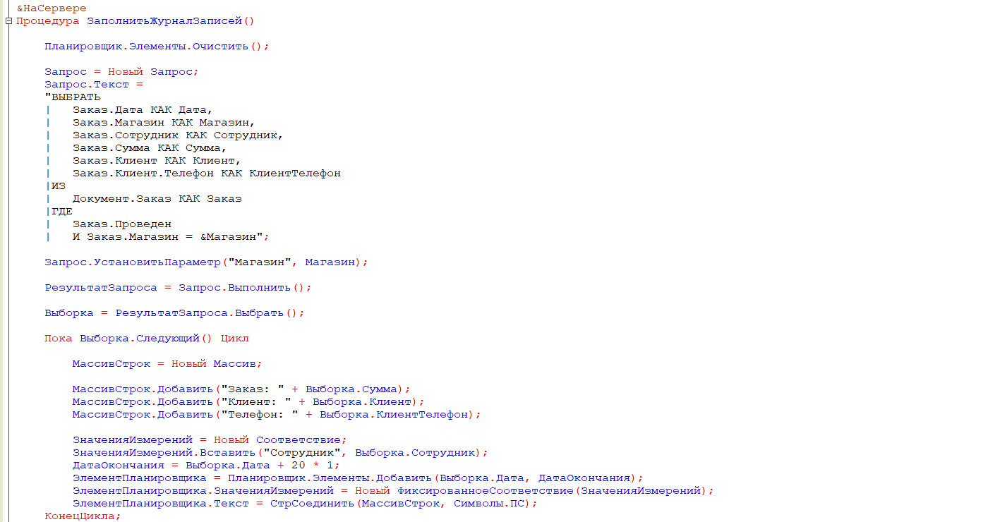 &НаСервере
Процедура ЗаполнитьЖурналЗаписей()
Планировщик.Элементы.Очистить();
Запрос = Новый Запрос;
Запрос.Текст =
"ВЫБРАТЬ
|   Заказ.Дата КАК Дата,
|   Заказ.Магазин КАК Магазин,
|   Заказ.Сотрудник КАК Сотрудник,
|   Заказ.Сумма КАК Сумма,
|   Заказ.Клиент КАК Клиент,
|   Заказ.Клиент.Телефон КАК КлиентТелефон
|ИЗ
|   Документ.Заказ КАК Заказ
|ГДЕ
|   Заказ.Проведен
|   И Заказ.Магазин = &Магазин";
Запрос.УстановитьПараметр("Магазин", Магазин);
РезультатЗапроса = Запрос.Выполнить();
Выборка = РезультатЗапроса.Выбрать();
Пока Выборка.Следующий() Цикл
МассивСтрок = Новый Массив;
МассивСтрок.Добавить("Заказ: " + Выборка.Сумма);
МассивСтрок.Добавить("Клиент: " + Выборка.Клиент);
МассивСтрок.Добавить("Телефон: " + Выборка.КлиентТелефон);
ЗначенияИзмерений = Новый Соответствие;
ЗначенияИзмерений.Вставить("Сотрудник", Выборка.Сотрудник);
ДатаОкончания = Выборка.Дата + 20 * 1;
ЭлементПланировщика = Планировщик.Элементы.Добавить(Выборка.Дата, ДатаОкончания);
ЭлементПланировщика.ЗначенияИзмерений = Новый ФиксированноеСоответствие(ЗначенияИзмерений);
ЭлементПланировщика.Текст = СтрСоединить(МассивСтрок, Символы.ПС);
КонецЦикла;